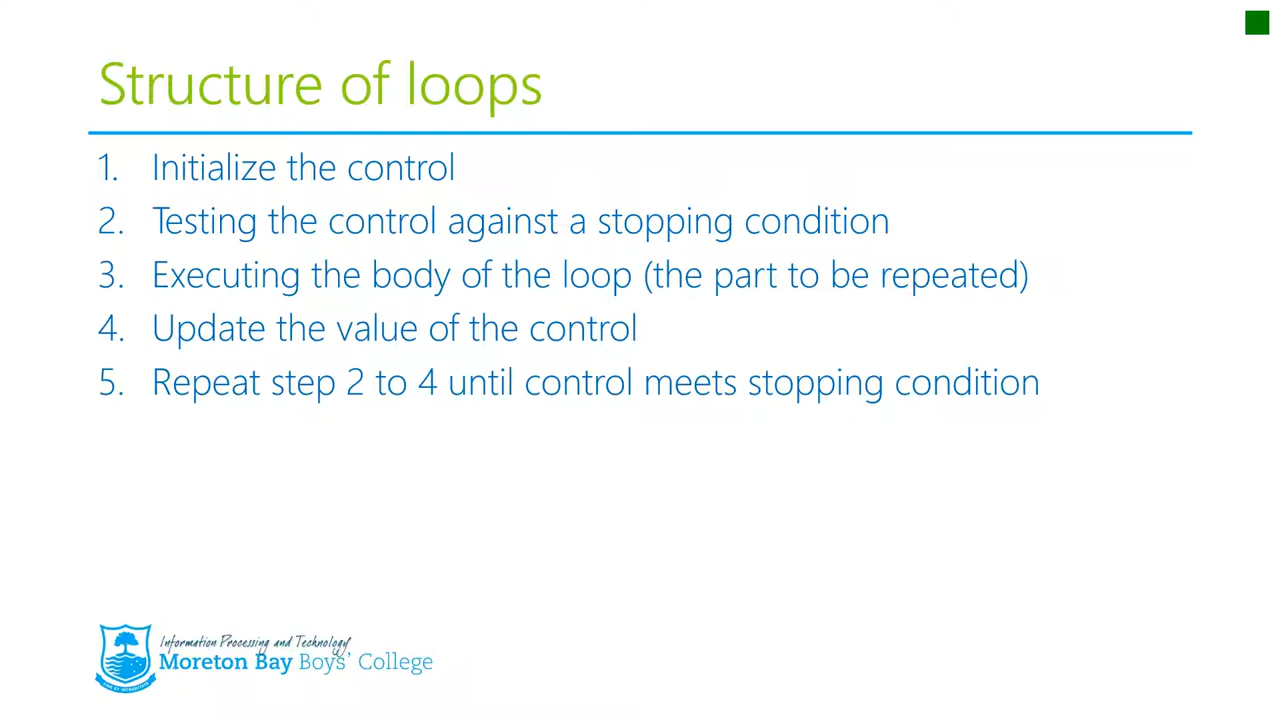 Structure of loops
1. Initialize the control
2. Testing the control against a stopping condition
3. Executing the body of the loop (the part to be repeated)
4. Update the value of the control
5. Repeat step 2 to 4 until control meets stopping condition
Information Processing and Technology
Moreton Bay Boys' College